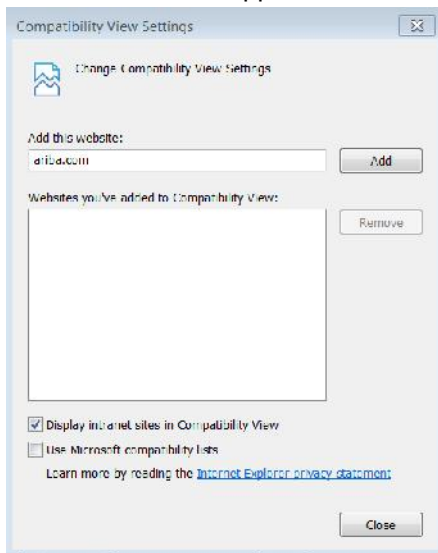 Compatibility View Settings
Change Compatibility View Settings
Add this website:
ariba.com
Add
Websites you've added to Compatibility View:
Remove
Display intranet sites in Compatibility View
Use Microsoft compatibility lists
Learn more by reading the Internet Explorer privacy statement
Close